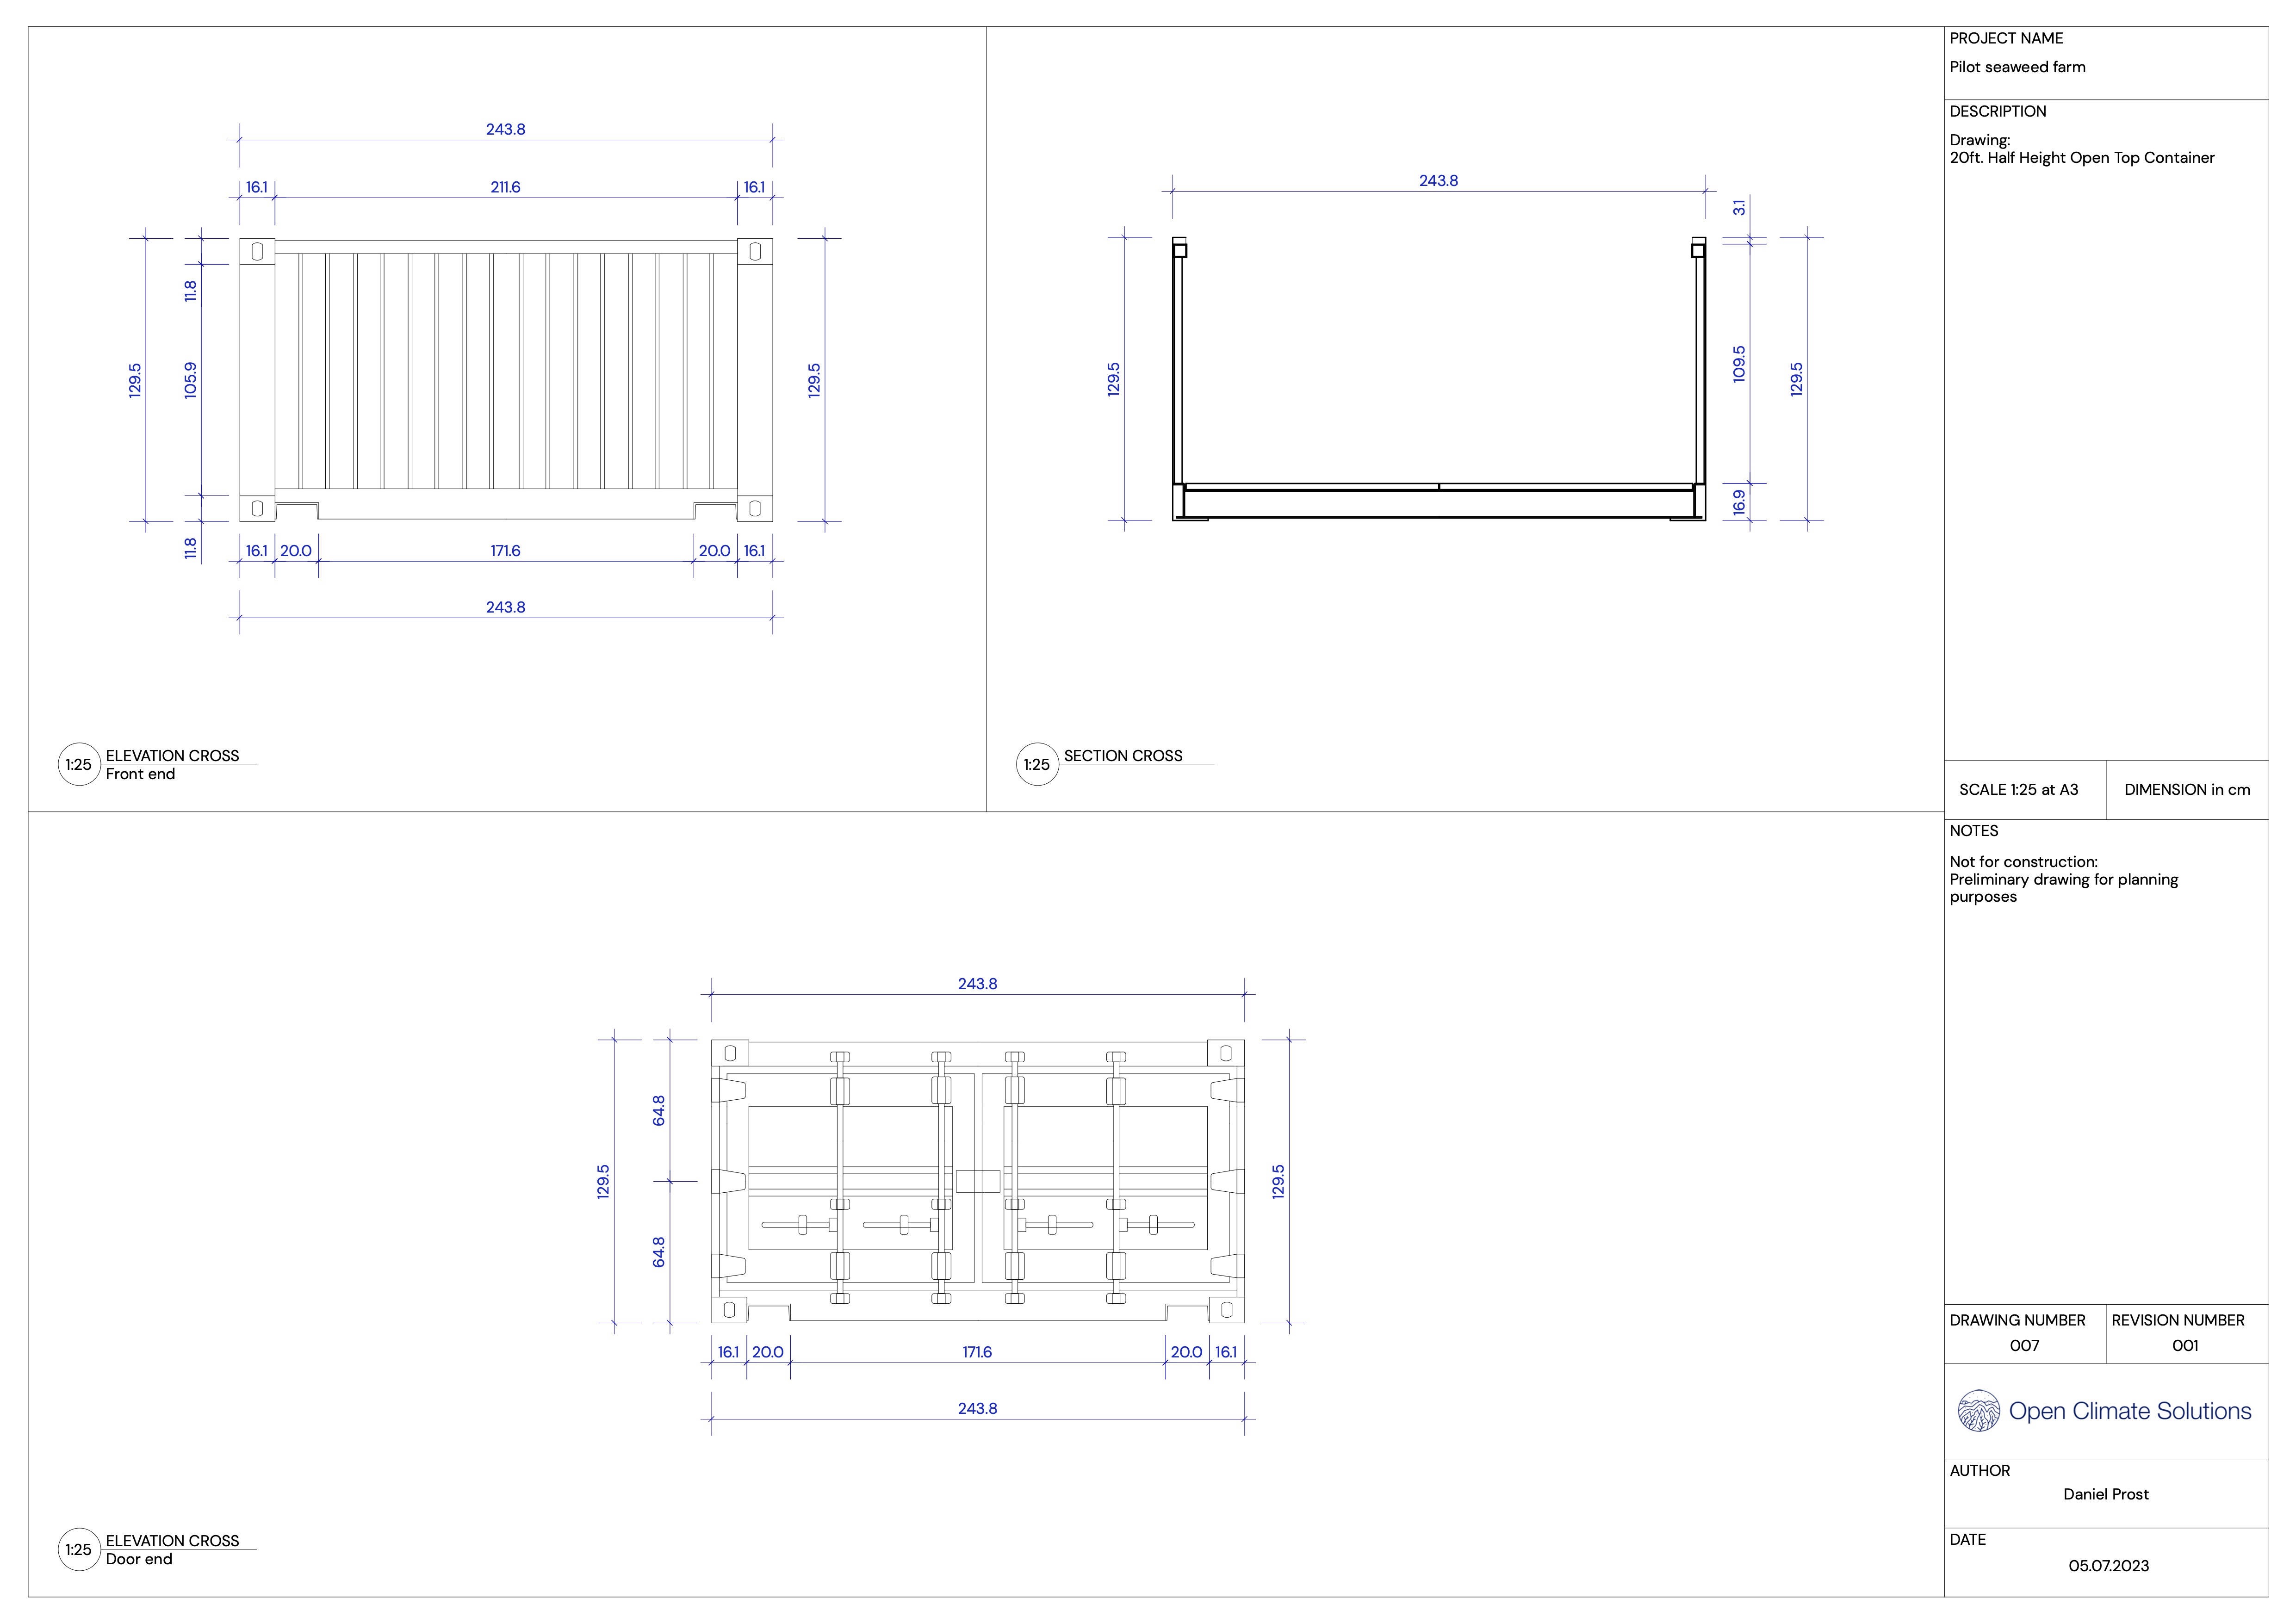 243.8
16.1 211.6 16.1
11.8
129.5
105.9
129.5
11.8
16.1 20.0 171.6 20.0 16.1
243.8
1:25 ELEVATION CROSS
Front end
243.8
3.1
129.5
109.5
129.5
16.9
1:25 SECTION CROSS
243.8
64.8
129.5
129.5
64.8
16.1 20.0 171.6 20.0 16.1
243.8
1:25 ELEVATION CROSS
Door end
PROJECT NAME
Pilot seaweed farm
DESCRIPTION
Drawing:
20ft. Half Height Open Top Container
SCALE 1:25 at A3 DIMENSION in cm
NOTES
Not for construction:
Preliminary drawing for planning
purposes
DRAWING NUMBER REVISION NUMBER
007 001
Open Climate Solutions
AUTHOR
Daniel Prost
DATE
05.07.2023